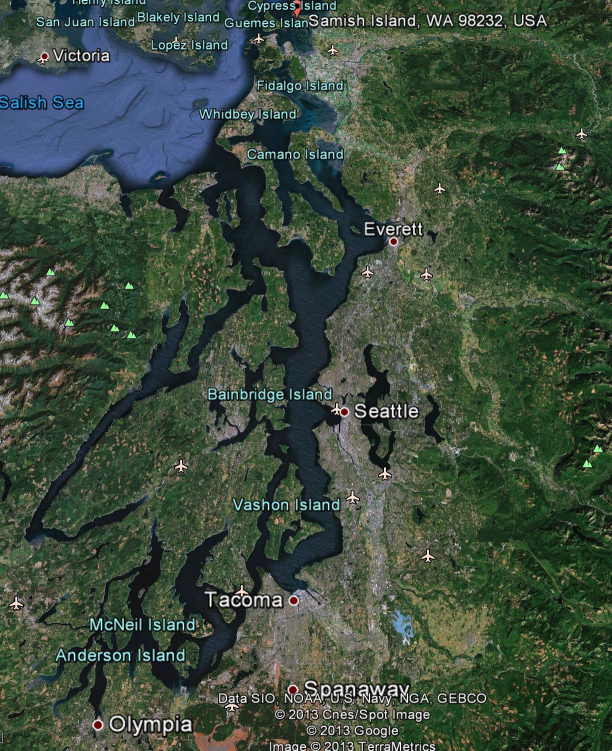 Henry Island
Cypress Island
San Juan Island
Blakely Island
Guemes Island
Samish Island, WA 98232, USA
Lopez Island
Victoria
Fidalgo Island
Salish Sea
Whidbey Island
Camano Island
Everett
Bainbridge Island
Seattle
Vashon Island
Tacoma
McNeil Island
Anderson Island
Spanaway
Data SIO, NOAA, U.S. Navy, NGA, GEBCO
Olympia
© 2013 Cnes/Spot Image
© 2013 Google
Image © 2013 TerraMetrics